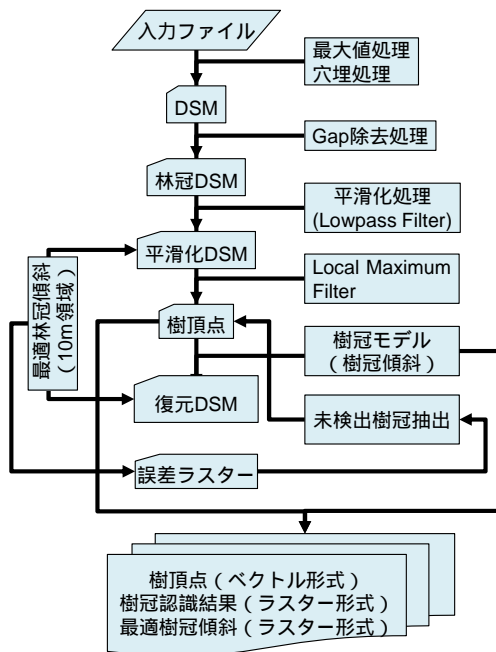 入力ファイル
最大値処理
穴埋処理
DSM
Gap除去処理
林冠DSM
平滑化処理
(Lowpass Filter)
平滑化DSM
Local Maximum
Filter
最適林冠傾斜
(10m領域)
樹頂点
樹冠モデル
(樹冠傾斜)
復元DSM
未検出樹冠抽出
誤差ラスター
樹頂点(ベクトル形式)
樹冠認識結果(ラスター形式)
最適樹冠傾斜(ラスター形式)